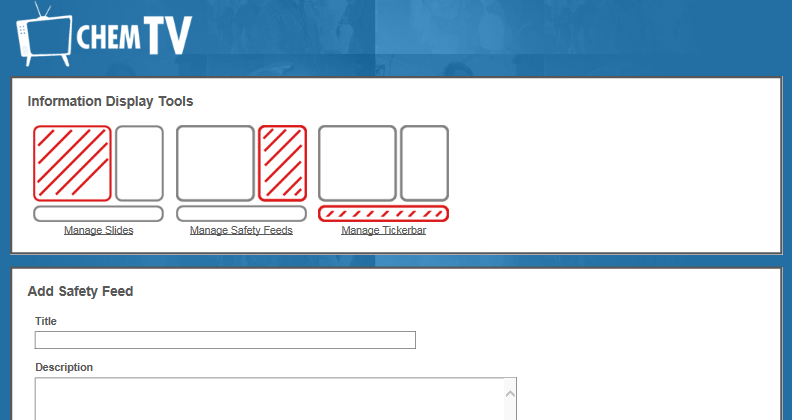 CHEM TV
Information Display Tools
Manage Slides
Manage Safety Feeds
Manage Tickerbar
Add Safety Feed
Title
Description